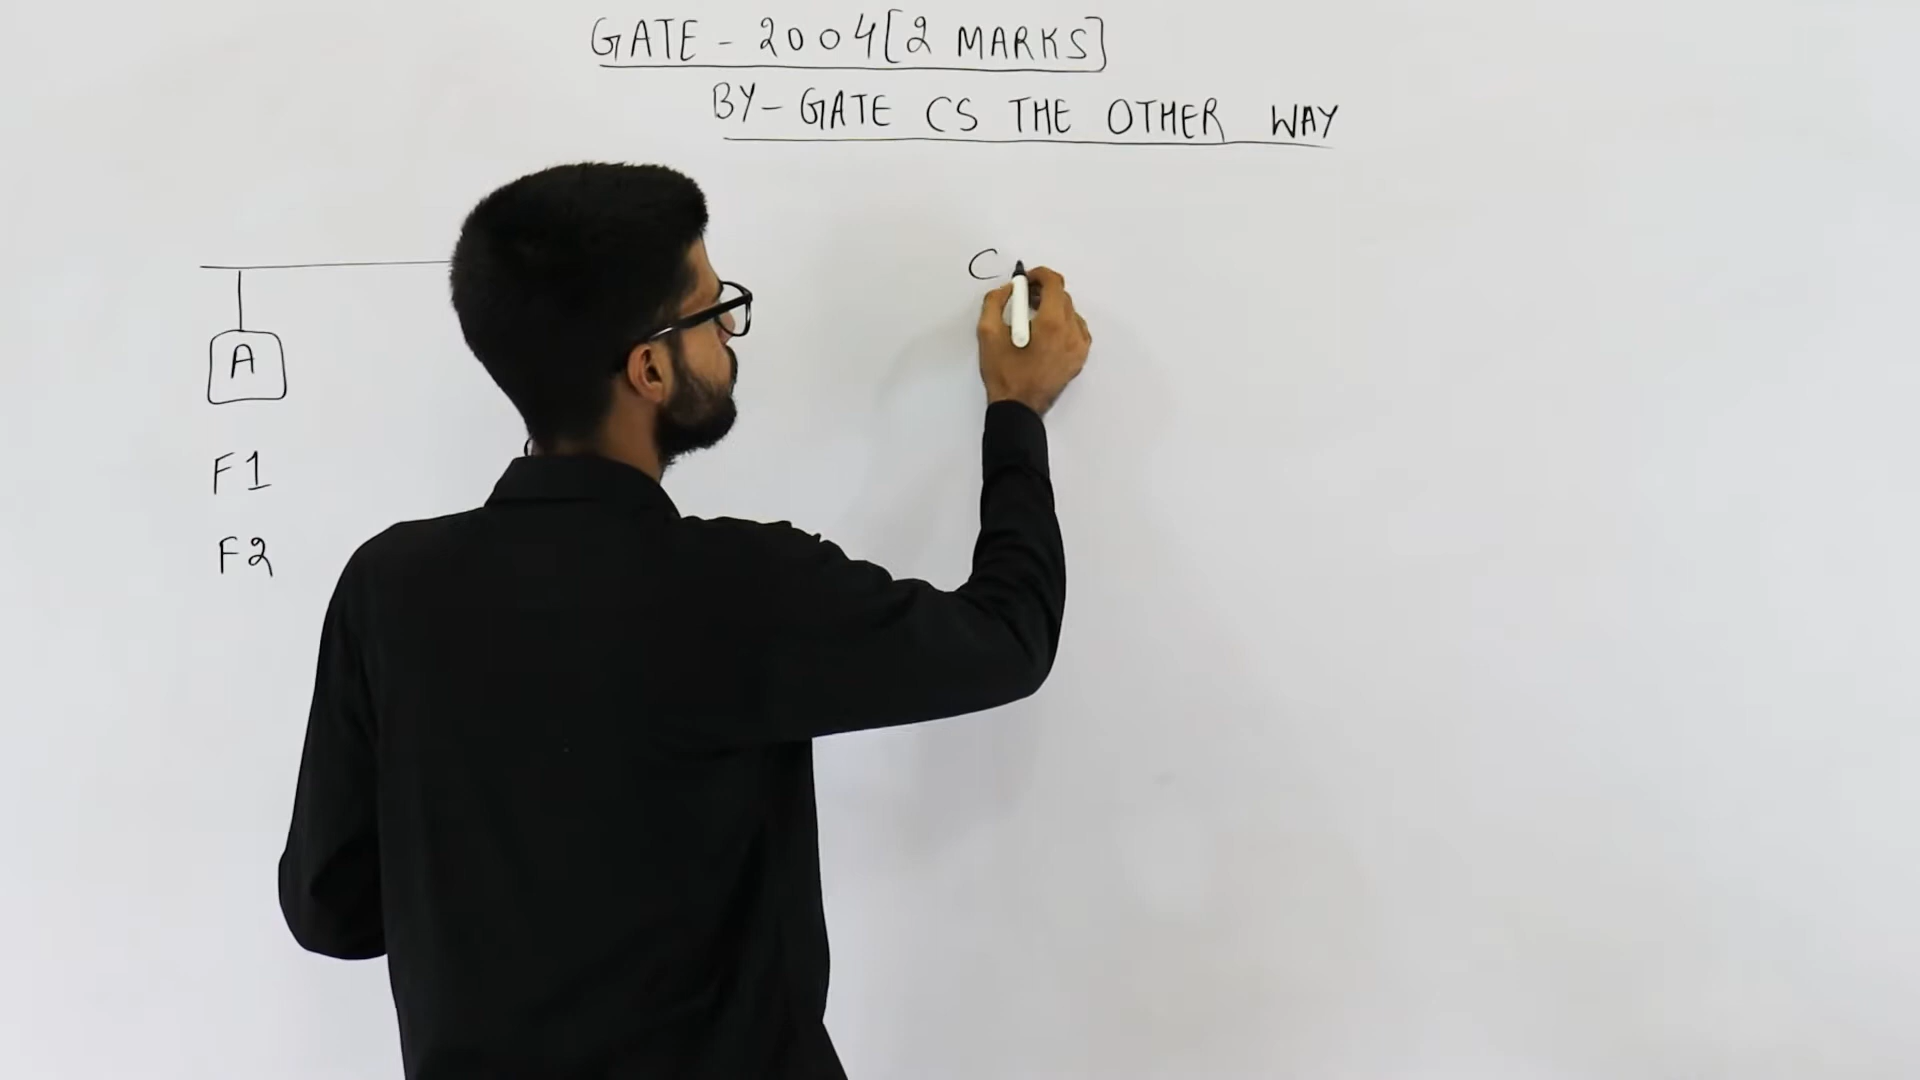 GATE - 2004 [2 MARKS]
BY - GATE CS THE OTHER WAY
C
A
F1
F2